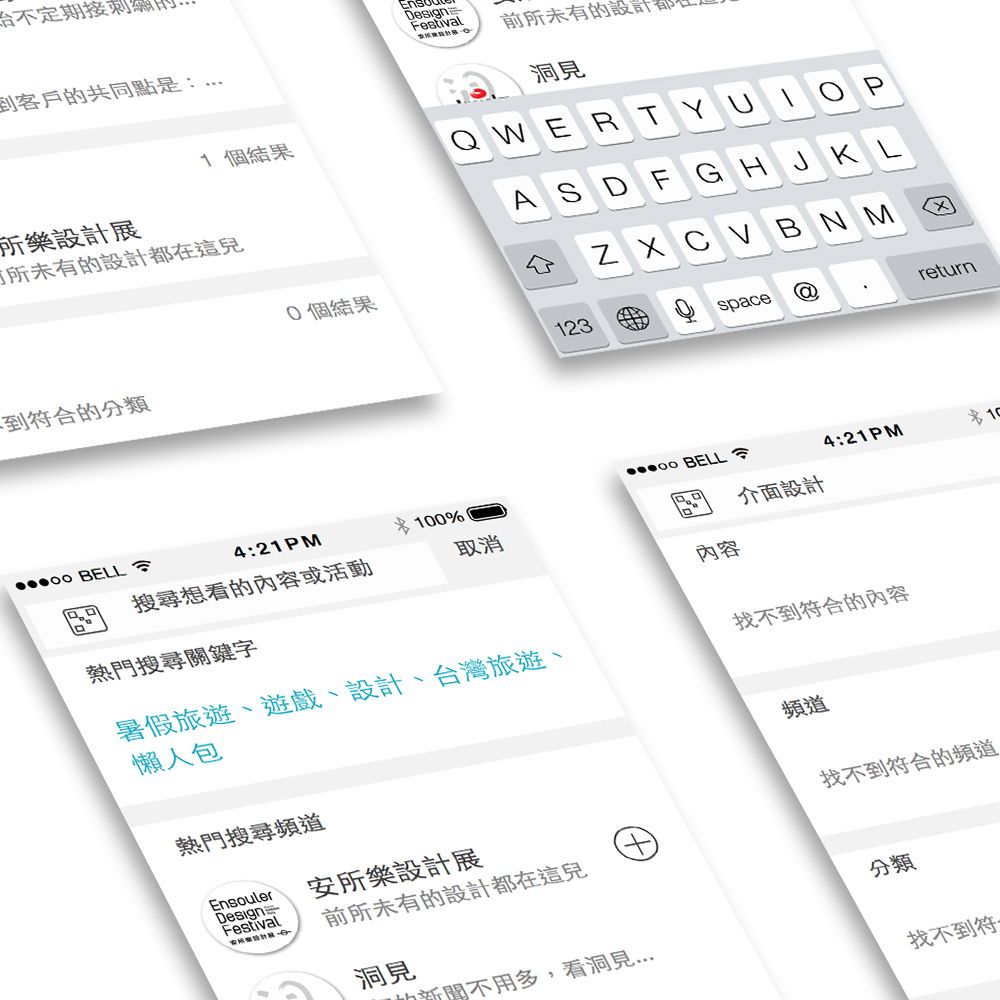 給不定期接刺繡的...
到客戶的共同點是：...
1 個結果
所樂設計展
前所未有的設計都在這兒
0 個結果
不到符合的分類
Ensouler
Design
Festival
安所樂設計展
前所未有的設計都在這兒
洞見
Q W E R T Y U I O P
A S D F G H J K L
Z X C V B N M
123 space @ . return
BELL 4:21PM 100%
搜尋想看的內容或活動 取消
熱門搜尋關鍵字
暑假旅遊、遊戲、設計、台灣旅遊、
懶人包
熱門搜尋頻道
Ensouler
Design
Festival
安所樂設計展
安所樂設計展
前所未有的設計都在這兒
洞見
的新聞不用多，看洞見...
BELL 4:21PM 10
介面設計
內容
找不到符合的內容
頻道
找不到符合的頻道
分類
找不到符合的分